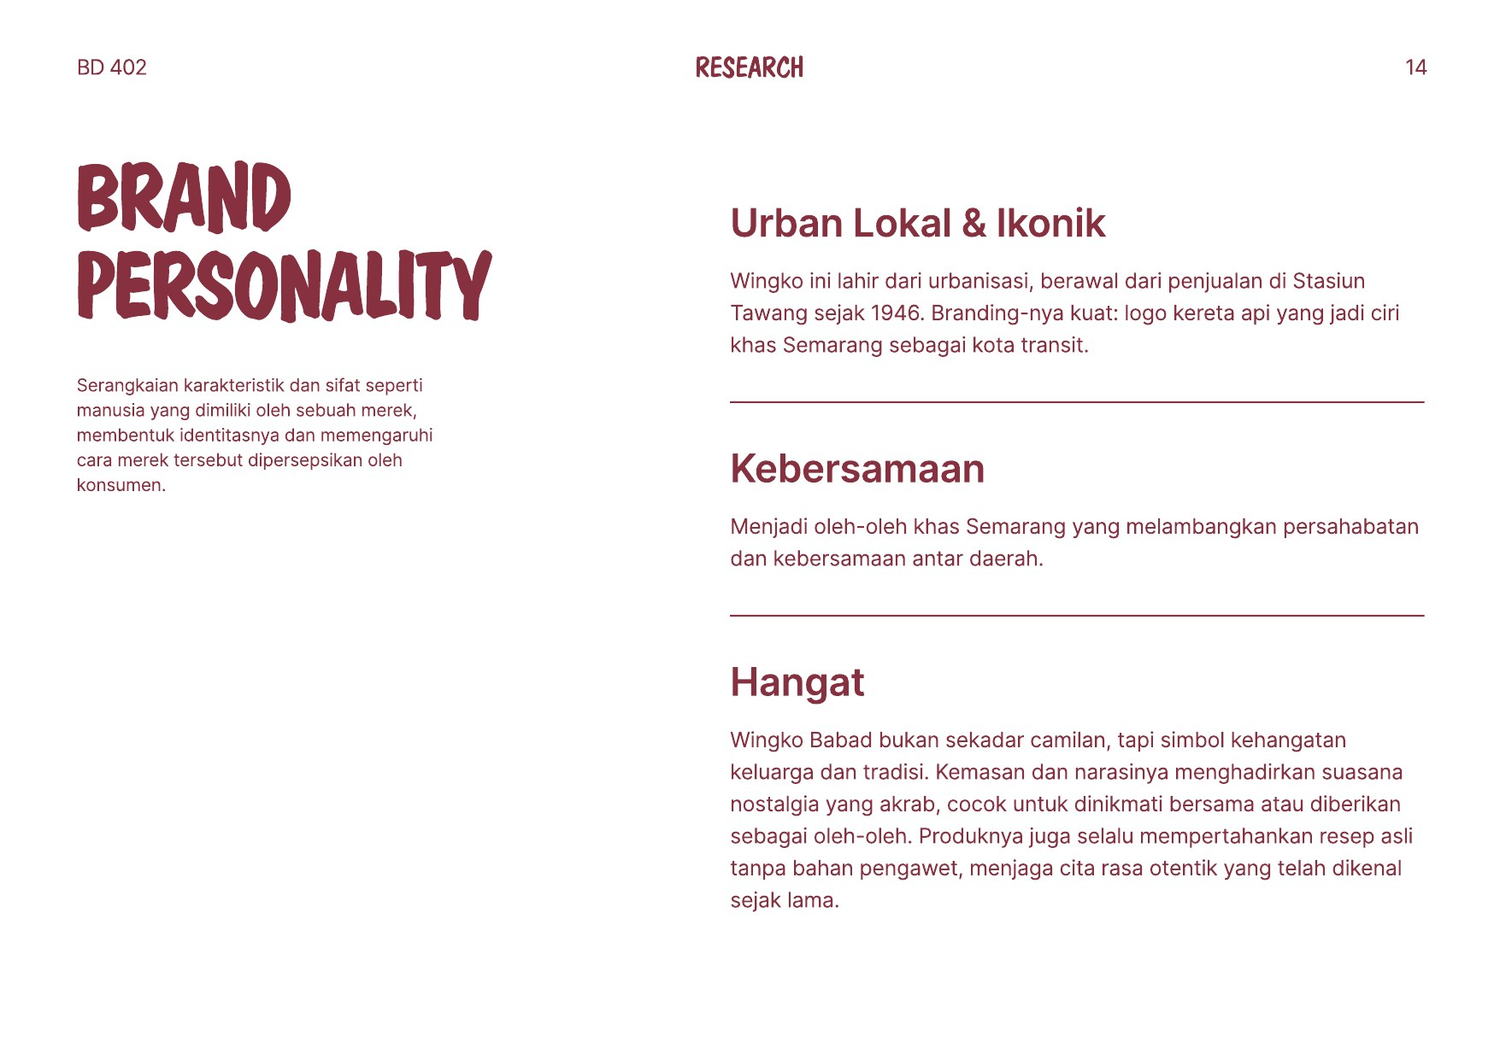 BD 402
RESEARCH
14
BRAND
PERSONALITY
Serangkaian karakteristik dan sifat seperti
manusia yang dimiliki oleh sebuah merek,
membentuk identitasnya dan memengaruhi
cara merek tersebut dipersepsikan oleh
konsumen.
Urban Lokal & Ikonik
Wingko ini lahir dari urbanisasi, berawal dari penjualan di Stasiun
Tawang sejak 1946. Branding-nya kuat: logo kereta api yang jadi ciri
khas Semarang sebagai kota transit.
Kebersamaan
Menjadi oleh-oleh khas Semarang yang melambangkan persahabatan
dan kebersamaan antar daerah.
Hangat
Wingko Babad bukan sekadar camilan, tapi simbol kehangatan
keluarga dan tradisi. Kemasan dan narasinya menghadirkan suasana
nostalgia yang akrab, cocok untuk dinikmati bersama atau diberikan
sebagai oleh-oleh. Produknya juga selalu mempertahankan resep asli
tanpa bahan pengawet, menjaga cita rasa otentik yang telah dikenal
sejak lama.